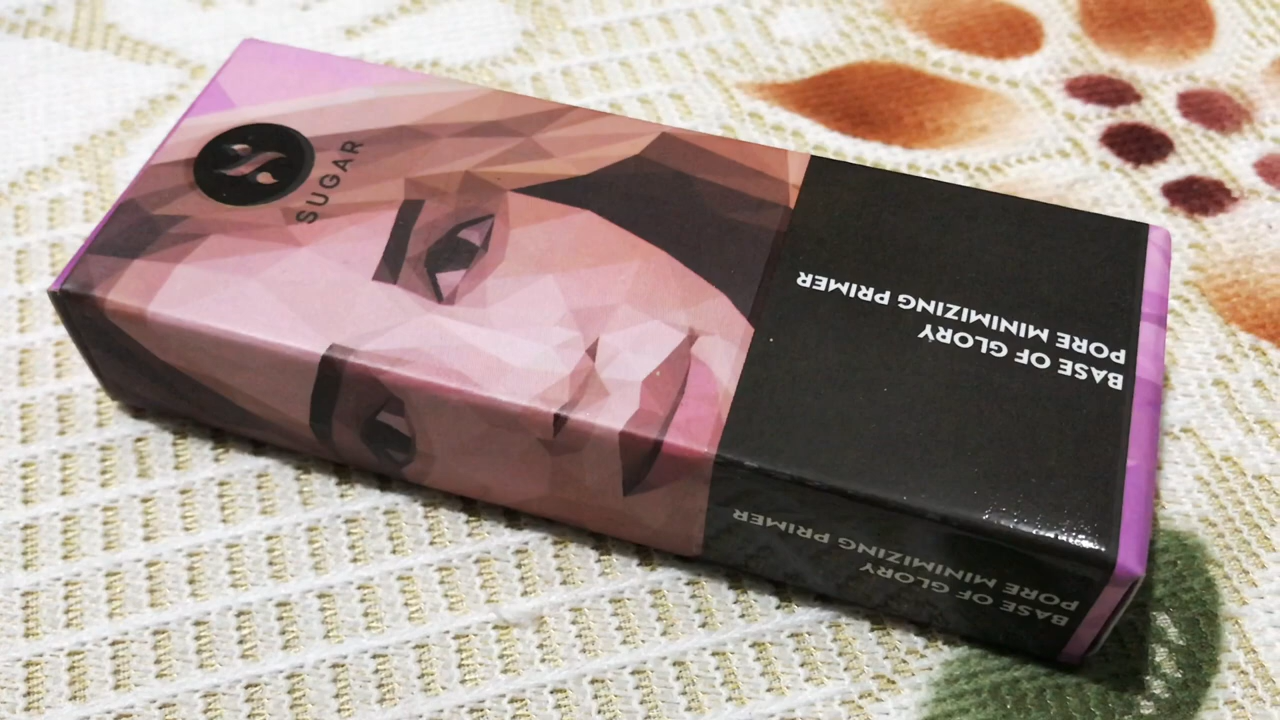 SUGAR
BASE OF GLORY
PORE MINIMIZING PRIMER
BASE OF GLORY
PORE MINIMIZING PRIMER